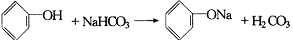 OH + NaHCO₃ ⟶ ONa + H₂CO₃